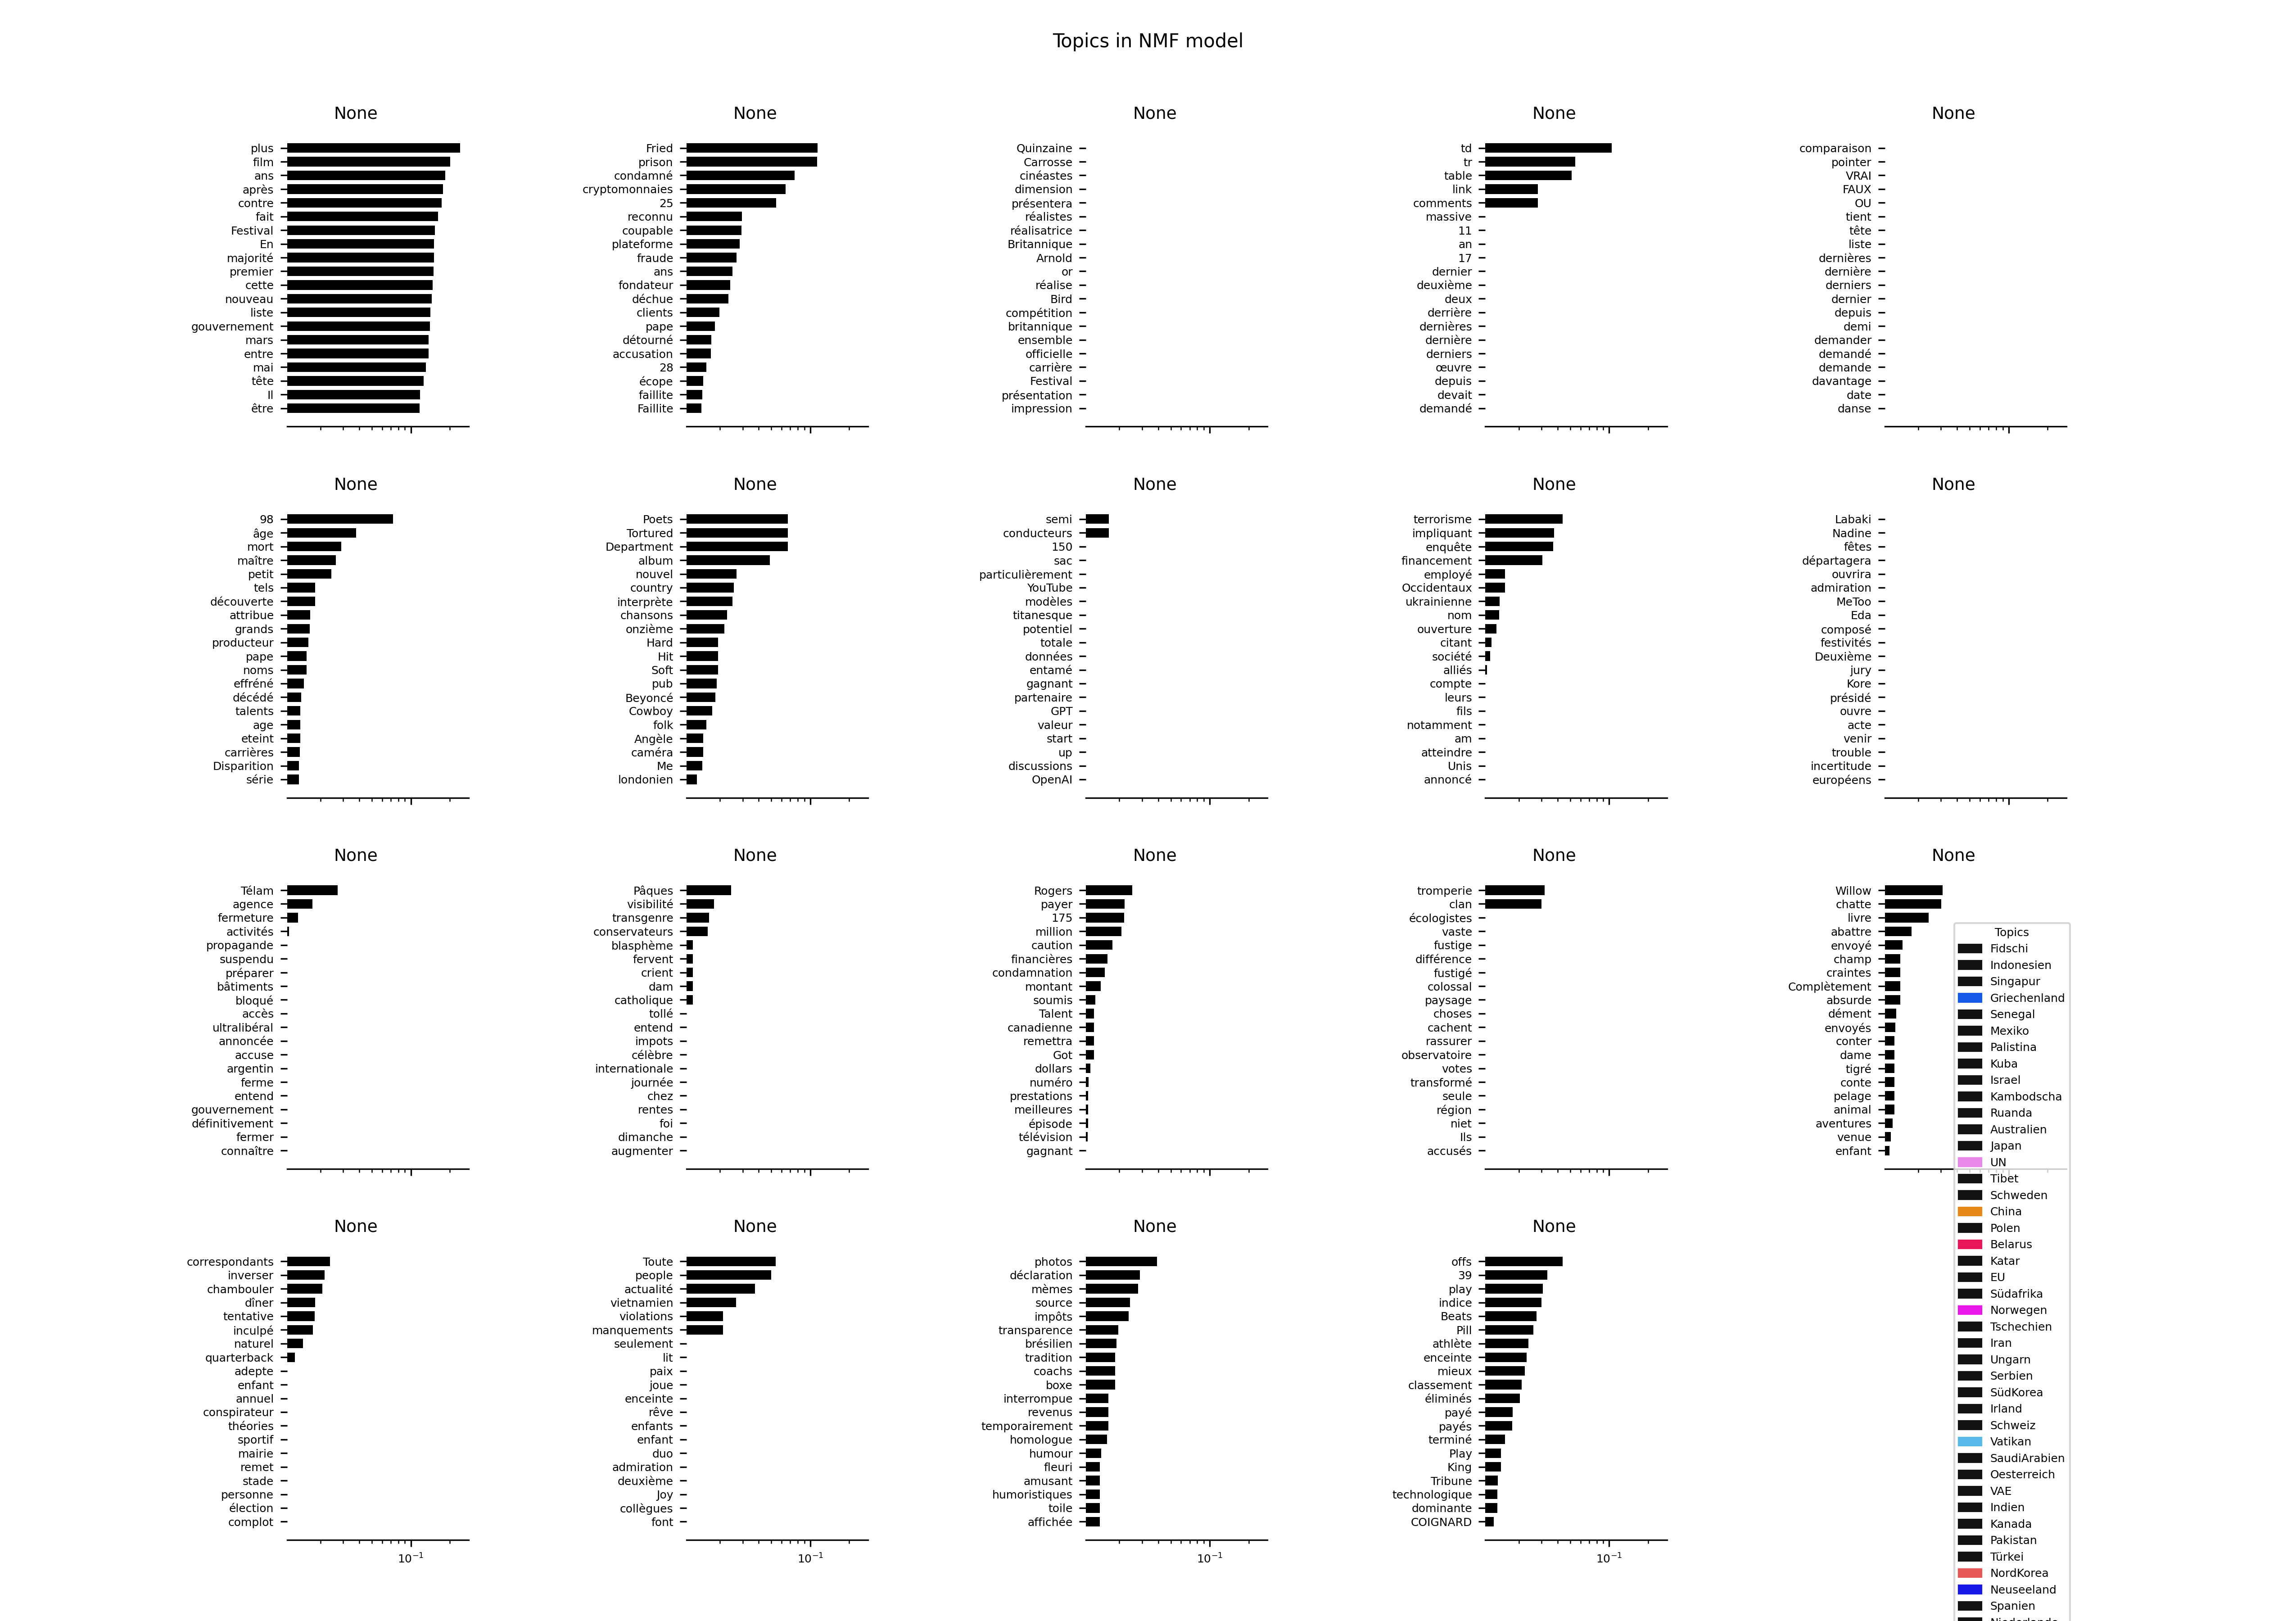 Topics in NMF model
None
plus
film
ans
après
contre
fait
Festival
En
majorité
premier
cette
nouveau
liste
gouvernement
mars
entre
mai
tête
Il
être
None
Fried
prison
condamné
cryptomonnaies
25
reconnu
coupable
plateforme
fraude
ans
fondateur
déchue
clients
pape
détourné
accusation
28
écope
faillite
Faillite
None
Quinzaine
Carrosse
cinéastes
dimension
présentera
réalistes
réalisatrice
Britannique
Arnold
or
réalise
Bird
compétition
britannique
ensemble
officielle
carrière
Festival
présentation
impression
None
td
tr
table
link
comments
massive
11
an
17
dernier
deuxième
deux
derrière
dernières
dernière
derniers
œuvre
depuis
devait
demandé
None
comparaison
pointer
VRAI
FAUX
OU
tient
tête
liste
dernières
dernière
derniers
dernier
depuis
demi
demander
demandé
demande
davantage
date
danse
None
98
âge
mort
maître
petit
tels
découverte
attribue
grands
producteur
pape
noms
effréné
décédé
talents
age
eteint
carrières
Disparition
série
None
Poets
Tortured
Department
album
nouvel
country
interprète
chansons
onzième
Hard
Hit
Soft
pub
Beyoncé
Cowboy
folk
Angèle
caméra
Me
londonien
None
semi
conducteurs
150
sac
particulièrement
YouTube
modèles
titanesque
potentiel
totale
données
entamé
gagnant
partenaire
GPT
valeur
start
up
discussions
OpenAI
None
terrorisme
impliquant
enquête
financement
employé
Occidentaux
ukrainienne
nom
ouverture
citant
société
alliés
compte
leurs
fils
notamment
am
atteindre
Unis
annoncé
None
Labaki
Nadine
fêtes
départagera
ouvrira
admiration
MeToo
Eda
composé
festivités
Deuxième
jury
Kore
présidé
ouvre
acte
venir
trouble
incertitude
européens
None
Télam
agence
fermeture
activités
propagande
suspendu
préparer
bâtiments
bloqué
accès
ultralibéral
annoncée
accuse
argentin
ferme
entend
gouvernement
définitivement
fermer
connaître
None
Pâques
visibilité
transgenre
conservateurs
blasphème
fervent
crient
dam
catholique
tollé
entend
impots
célèbre
internationale
journée
chez
rentes
foi
dimanche
augmenter
None
Rogers
payer
175
million
caution
financières
condamnation
montant
soumis
Talent
canadienne
remettra
Got
dollars
numéro
prestations
meilleures
épisode
télévision
gagnant
None
tromperie
clan
écologistes
vaste
fustige
différence
fustigé
colossal
paysage
choses
cachent
rassurer
observatoire
votes
transformé
seule
région
niet
Ils
accusés
None
Willow
chatte
livre
abattre
envoyé
champ
craintes
Complètement
absurde
dément
envoyés
conter
dame
tigré
conte
pelage
animal
aventures
venue
enfant
None
correspondants
inverser
chambouler
dîner
tentative
inculpé
naturel
quarterback
adepte
enfant
annuel
conspirateur
théories
sportif
mairie
remet
stade
personne
élection
complot
10⁻¹
None
Toute
people
actualité
vietnamien
violations
manquements
seulement
lit
paix
joue
enceinte
rêve
enfants
enfant
duo
admiration
deuxième
Joy
collègues
font
10⁻¹
None
photos
déclaration
mèmes
source
impôts
transparence
brésilien
tradition
coachs
boxe
interrompue
revenus
temporairement
homologue
humour
fleuri
amusant
humoristiques
toile
affichée
10⁻¹
None
offs
39
play
indice
Beats
Pill
athlète
enceinte
mieux
classement
éliminés
payé
payés
terminé
Play
King
Tribune
technologique
dominante
COIGNARD
10⁻¹
Topics
Fidschi
Indonesien
Singapur
Griechenland
Senegal
Mexiko
Palistina
Kuba
Israel
Kambodscha
Ruanda
Australien
Japan
UN
Tibet
Schweden
China
Polen
Belarus
Katar
EU
Südafrika
Norwegen
Tschechien
Iran
Ungarn
Serbien
SüdKorea
Irland
Schweiz
Vatikan
SaudiArabien
Oesterreich
VAE
Indien
Kanada
Pakistan
Türkei
NordKorea
Neuseeland
Spanien